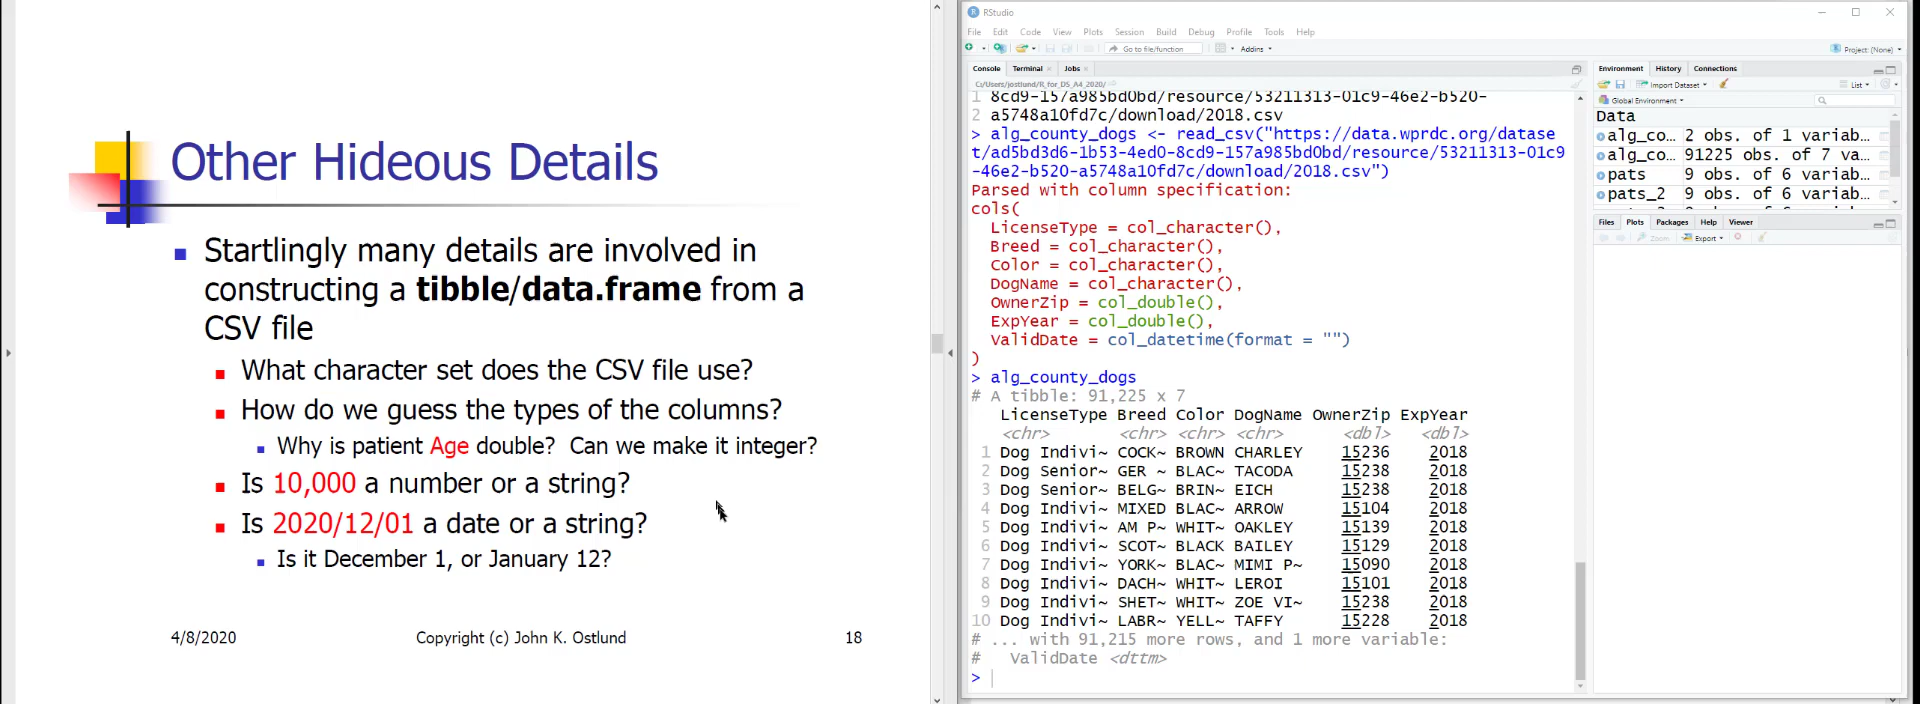 Other Hideous Details
Startlingly many details are involved in
constructing a tibble/data.frame from a
CSV file
What character set does the CSV file use?
How do we guess the types of the columns?
Why is patient Age double? Can we make it integer?
Is 10,000 a number or a string?
Is 2020/12/01 a date or a string?
Is it December 1, or January 12?
4/8/2020
Copyright (c) John K. Ostlund
18
RStudio
File Edit Code View Plots Session Build Debug Profile Tools Help
Go to file/function
Addins
Project: (None)
Console Terminal Jobs
C:/Users/jostlund/R_for_DS_A4_2020/
1 8cd9-157a985bd0bd/resource/53211313-01c9-46e2-b520-
2 a5748a10fd7c/download/2018.csv
> alg_county_dogs <- read_csv("https://data.wprdc.org/datase
t/ad5bd3d6-1b53-4ed0-8cd9-157a985bd0bd/resource/53211313-01c9
-46e2-b520-a5748a10fd7c/download/2018.csv")
Parsed with column specification:
cols(
LicenseType = col_character(),
Breed = col_character(),
Color = col_character(),
DogName = col_character(),
OwnerZip = col_double(),
ExpYear = col_double(),
ValidDate = col_datetime(format = "")
)
> alg_county_dogs
# A tibble: 91,225 x 7
LicenseType Breed Color DogName OwnerZip ExpYear
<chr> <chr> <chr> <chr> <dbl> <dbl>
1 Dog Indivi~ COCK~ BROWN CHARLEY 15236 2018
2 Dog Senior~ GER ~ BLAC~ TACODA 15238 2018
3 Dog Senior~ BELG~ BRIN~ EICH 15238 2018
4 Dog Indivi~ MIXED BLAC~ ARROW 15104 2018
5 Dog Indivi~ AM P~ WHIT~ OAKLEY 15139 2018
6 Dog Indivi~ SCOT~ BLACK BAILEY 15129 2018
7 Dog Indivi~ YORK~ BLAC~ MIMI P~ 15090 2018
8 Dog Indivi~ DACH~ WHIT~ LEROI 15101 2018
9 Dog Indivi~ SHET~ WHIT~ ZOE VI~ 15238 2018
10 Dog Indivi~ LABR~ YELL~ TAFFY 15228 2018
# ... with 91,215 more rows, and 1 more variable:
# ValidDate <dttm>
>
Environment History Connections
Import Dataset
List
Global Environment
Data
alg_co... 2 obs. of 1 variab...
alg_co... 91225 obs. of 7 va...
pats 9 obs. of 6 variab...
pats_2 9 obs. of 6 variab...
Files Plots Packages Help Viewer
Zoom Export